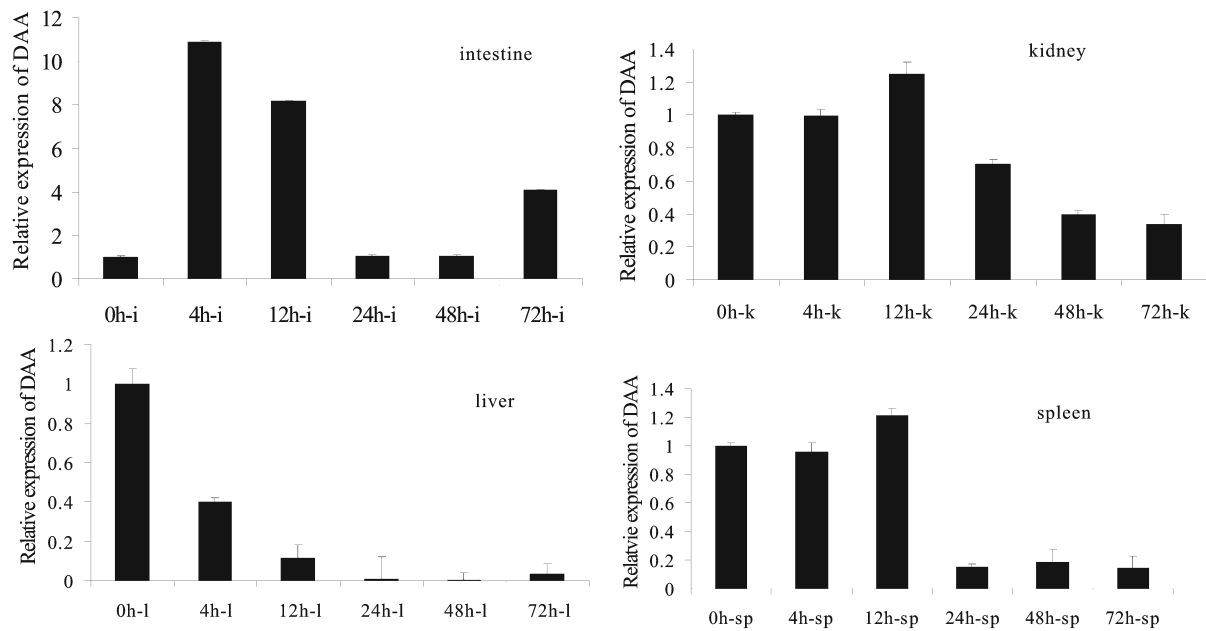 Relative expression of DAA
12
10
8
6
4
2
0
intestine
0h-i 4h-i 12h-i 24h-i 48h-i 72h-i
Relative expression of DAA
1.4
1.2
1
0.8
0.6
0.4
0.2
0
kidney
0h-k 4h-k 12h-k 24h-k 48h-k 72h-k
Relative expression of DAA
1.2
1
0.8
0.6
0.4
0.2
0
liver
0h-l 4h-l 12h-l 24h-l 48h-l 72h-l
Relatvie expression of DAA
1.4
1.2
1
0.8
0.6
0.4
0.2
0
spleen
0h-sp 4h-sp 12h-sp 24h-sp 48h-sp 72h-sp